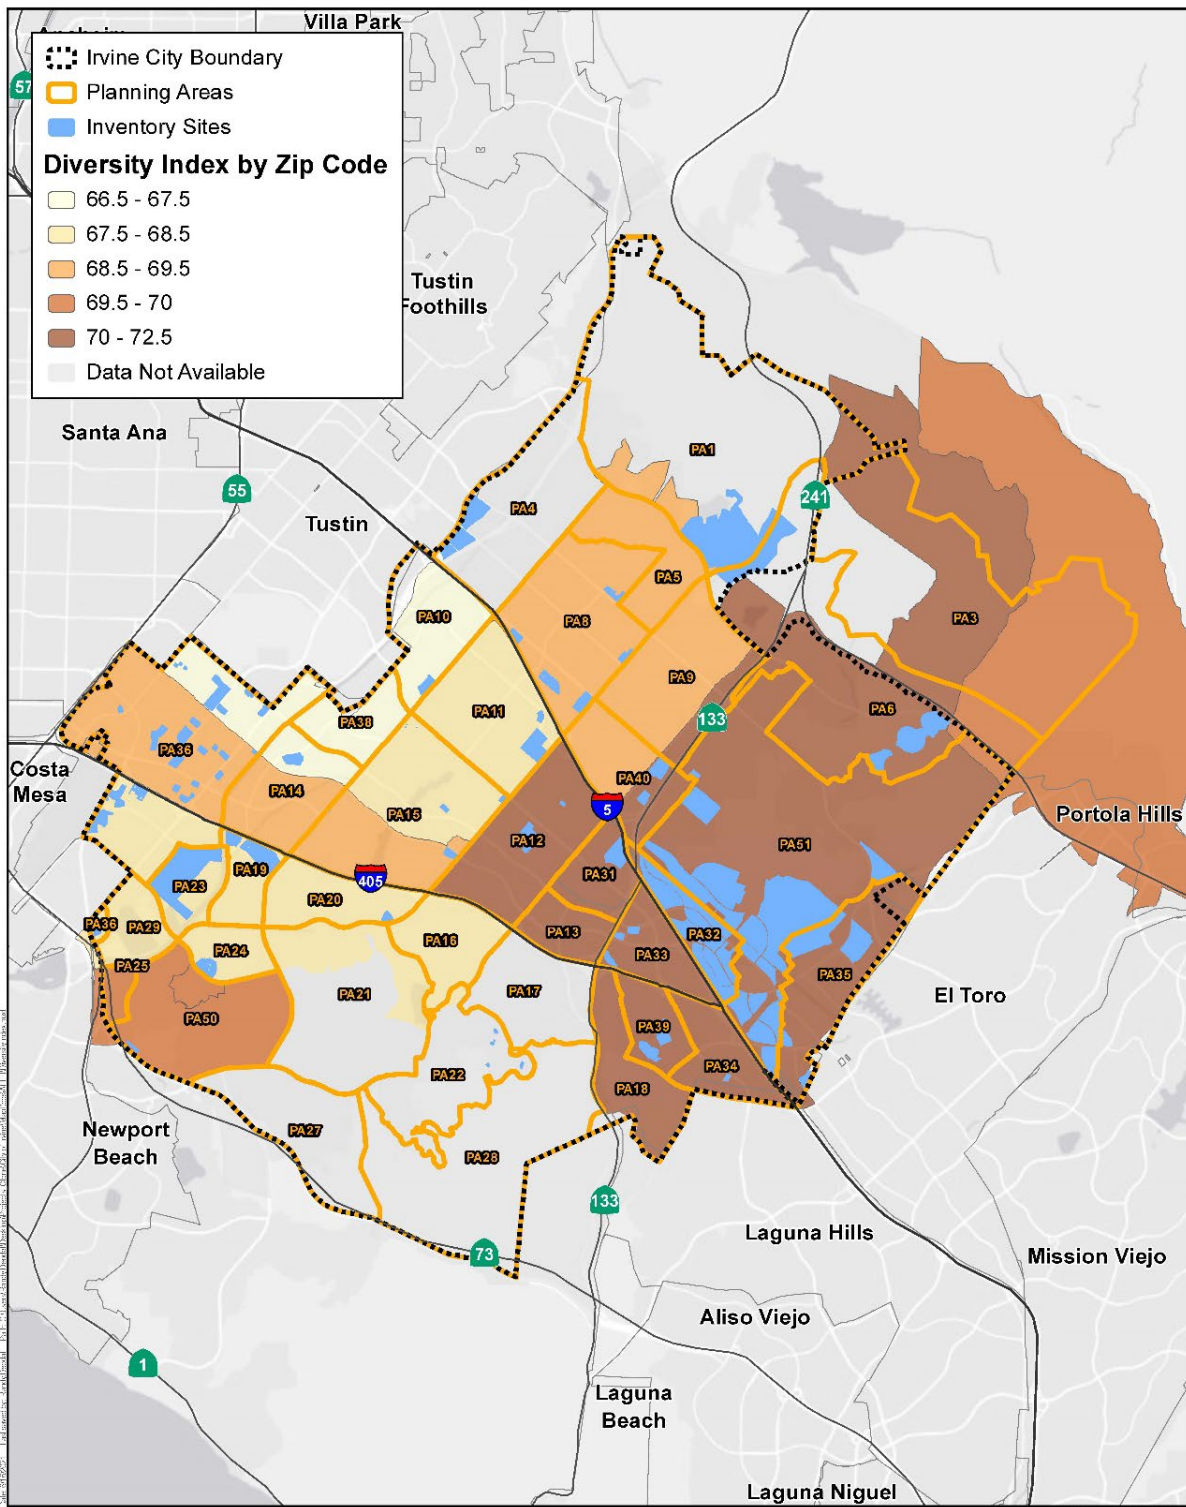 Villa Park
Irvine City Boundary
Planning Areas
Inventory Sites
Diversity Index by Zip Code
66.5 - 67.5
67.5 - 68.5
68.5 - 69.5
69.5 - 70
70 - 72.5
Data Not Available
57
Tustin
Foothills
Santa Ana
55
Tustin
PA1
241
PA4
PA5
PA10
PA8
PA3
PA9
PA11
PA38
133
PA6
PA36
PA40
Costa
Mesa
PA14
PA15
5
Portola Hills
PA12
PA51
PA19
PA23
405
PA31
PA20
PA36
PA29
PA24
PA16
PA13
PA32
PA33
PA25
PA35
PA21
PA17
El Toro
PA50
PA39
PA22
PA34
PA18
Newport
Beach
PA27
PA28
133
Laguna Hills
73
Mission Viejo
Aliso Viejo
1
Laguna
Beach
Laguna Niguel